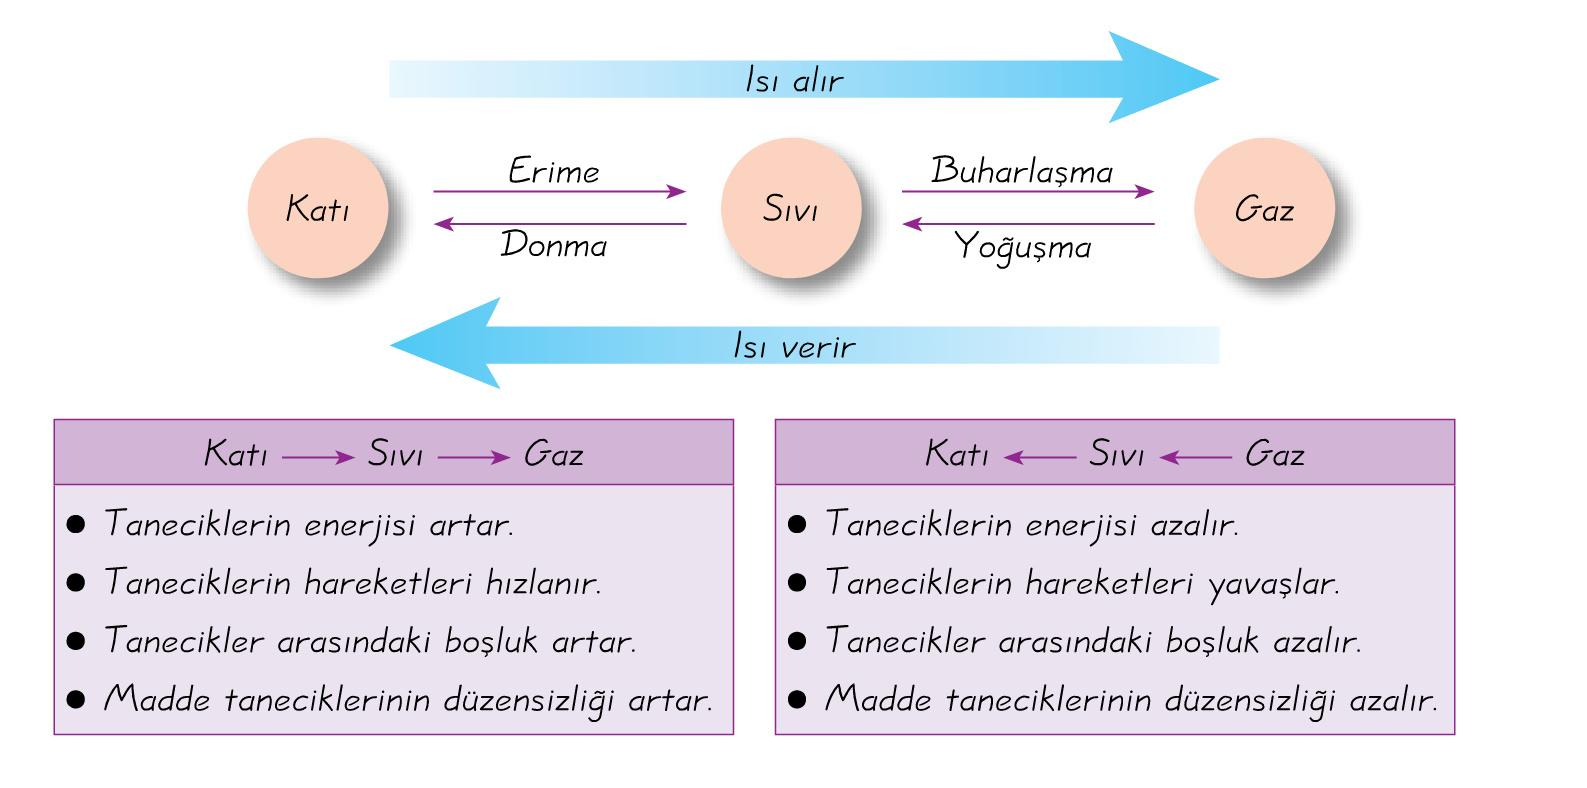 Isı alır
Erime
Buharlaşma
Katı
Sıvı
Gaz
Donma
Yoğuşma
Isı verir
Katı Sıvı Gaz
Taneciklerin enerjisi artar.
Taneciklerin hareketleri hızlanır.
Tanecikler arasındaki boşluk artar.
Madde taneciklerinin düzensizliği artar.
Katı Sıvı Gaz
Taneciklerin enerjisi azalır.
Taneciklerin hareketleri yavaşlar.
Tanecikler arasındaki boşluk azalır.
Madde taneciklerinin düzensizliği azalır.